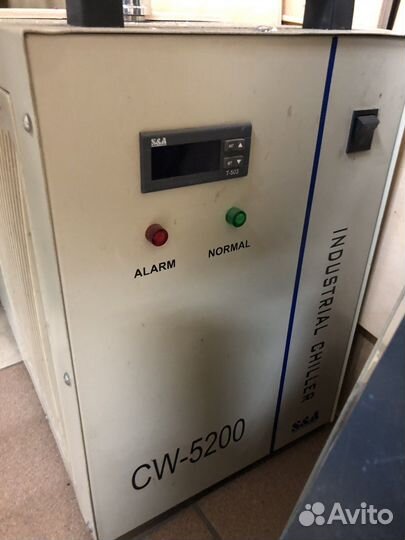 S&A
T-503
ALARM
NORMAL
INDUSTRIAL CHILLER
S&A
CW-5200
Avito